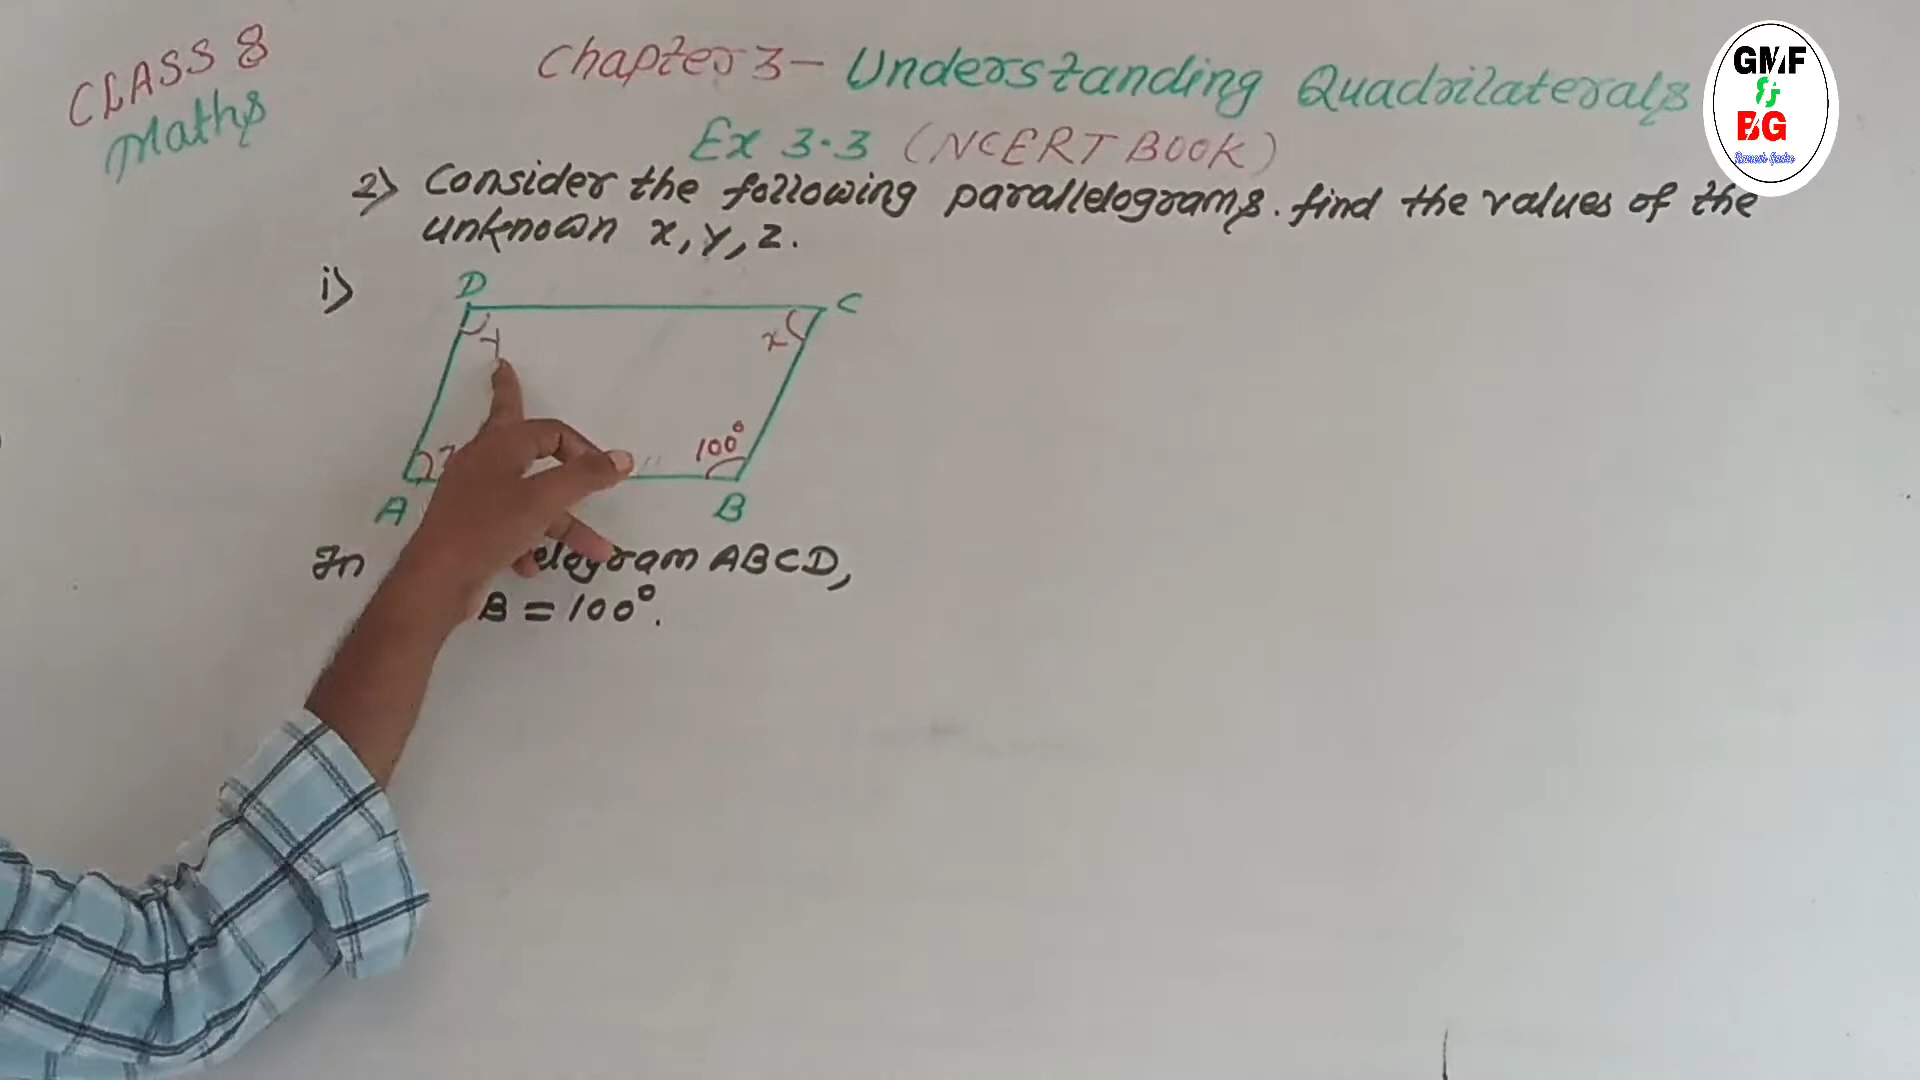 CLASS 8
Maths
Chapter 3 - Understanding Quadrilaterals
Ex 3.3 (NCERT BOOK)
2) Consider the following parallelograms. find the values of the
unknown x, y, z.
i)
D
C
y
x
100°
A
B
In elogram ABCD,
B = 100°.
GMF
BG